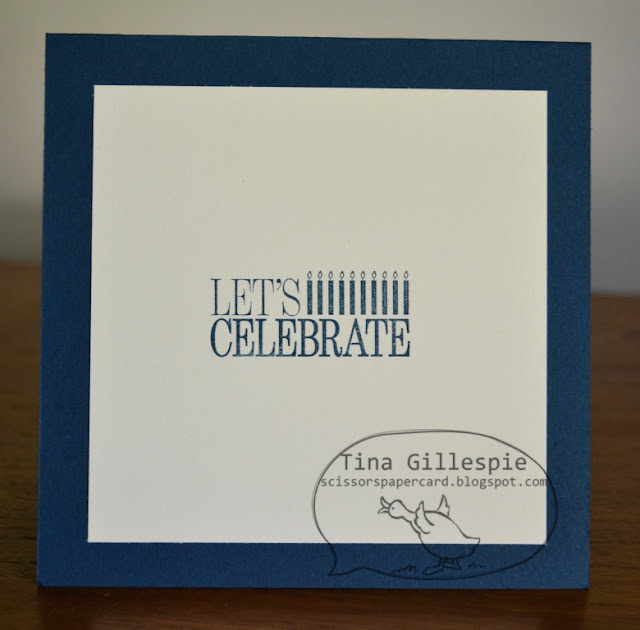 LET'S
CELEBRATE
Tina Gillespie
scissorspapercard.blogspot.com